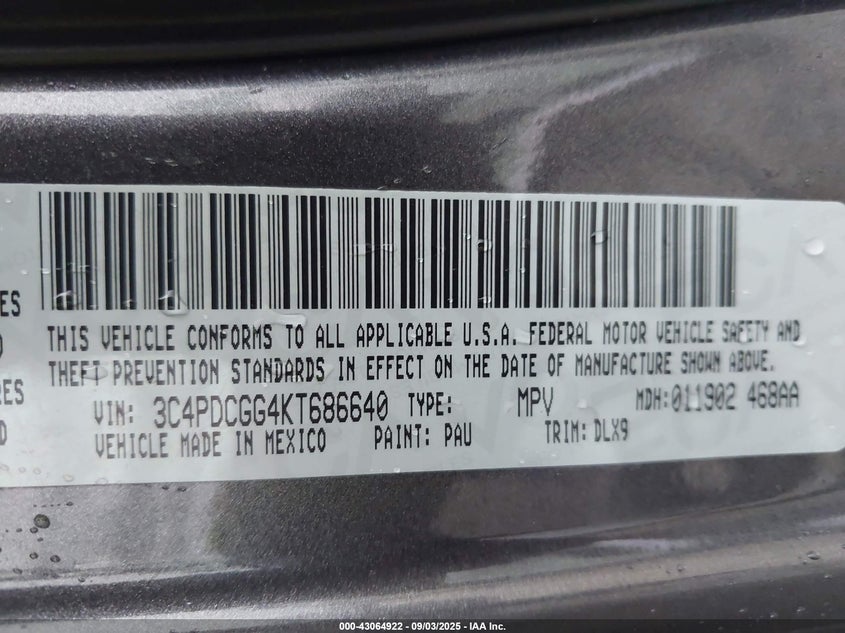 ES
THIS VEHICLE CONFORMS TO ALL APPLICABLE U.S.A. FEDERAL MOTOR VEHICLE SAFETY AND
THEFT PREVENTION STANDARDS IN EFFECT ON THE DATE OF MANUFACTURE SHOWN ABOVE.
RES
VIN: 3C4PDCGG4KT686640 TYPE: MPV MDH:011902 468AA
D
VEHICLE MADE IN MEXICO PAINT: PAU TRIM: DLX9
000-43064922 - 09/03/2025 - IAA Inc.